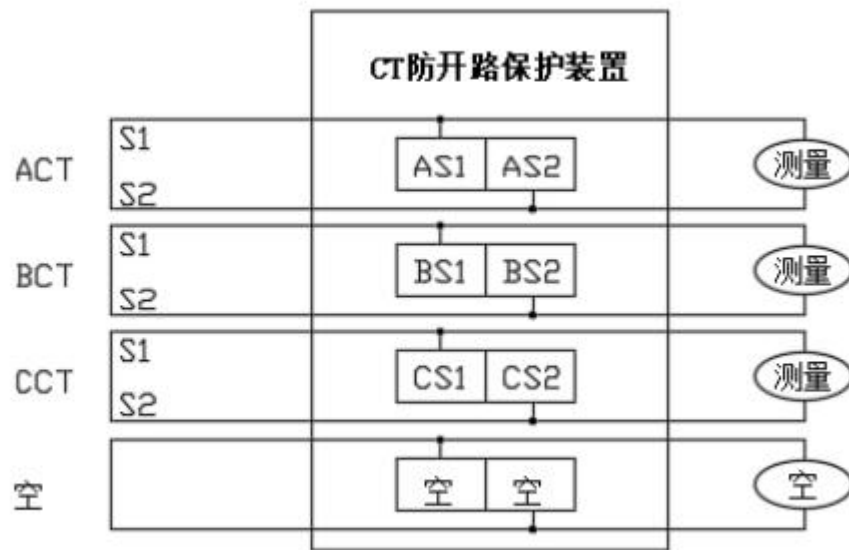 CT防开路保护装置
S1
ACT AS1 AS2 测量
S2
S1
BCT BS1 BS2 测量
S2
S1
CCT CS1 CS2 测量
S2
空 空 空 空